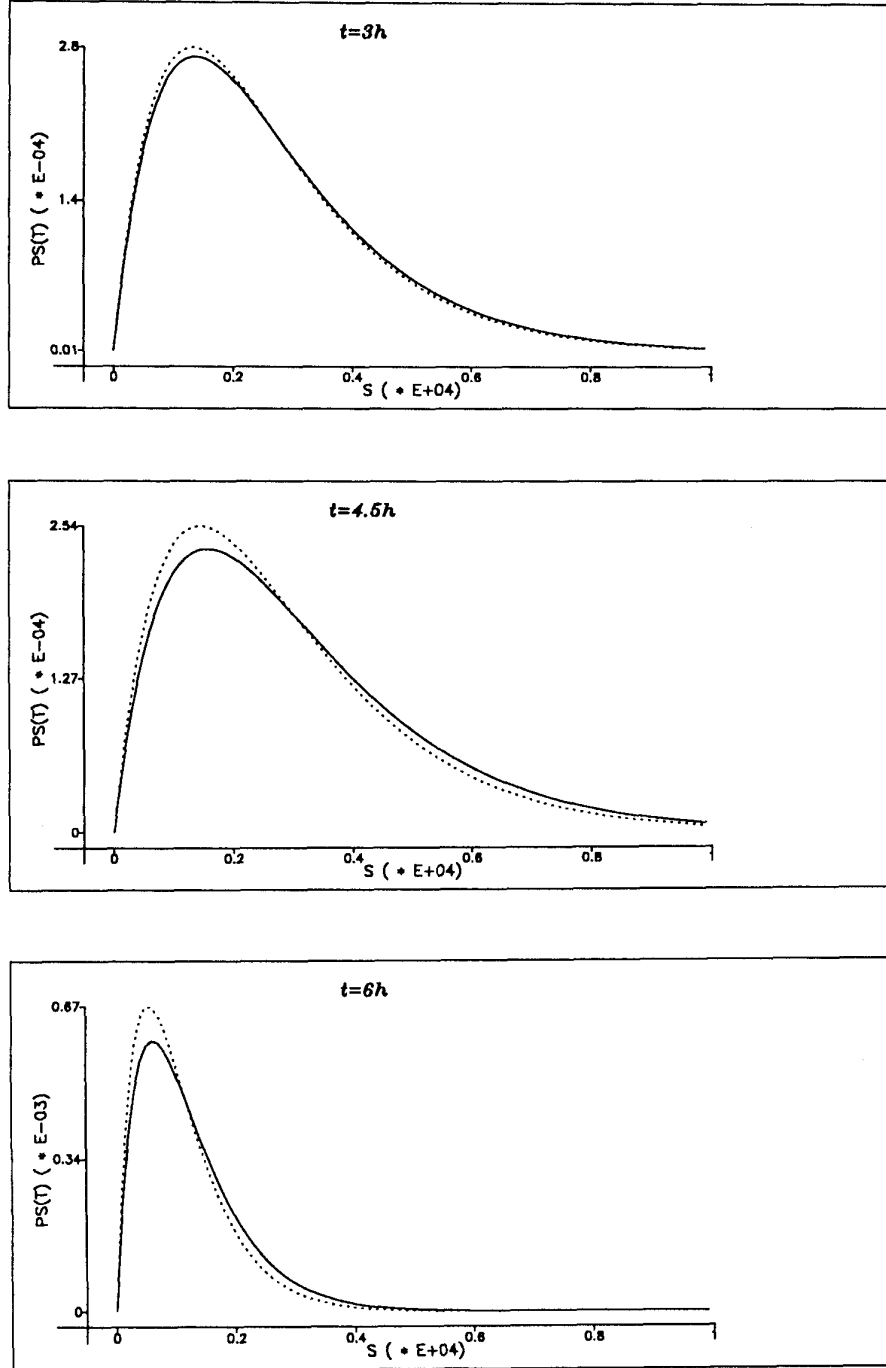 t=3h
2.8
1.4
0.01
PS(T) ( * E-04)
0 0.2 0.4 0.6 0.8 1
S ( * E+04)
t=4.5h
2.54
1.27
0
PS(T) ( * E-04)
0 0.2 0.4 0.6 0.8 1
S ( * E+04)
t=6h
0.67
0.34
0
PS(T) ( * E-03)
0 0.2 0.4 0.6 0.8 1
S ( * E+04)